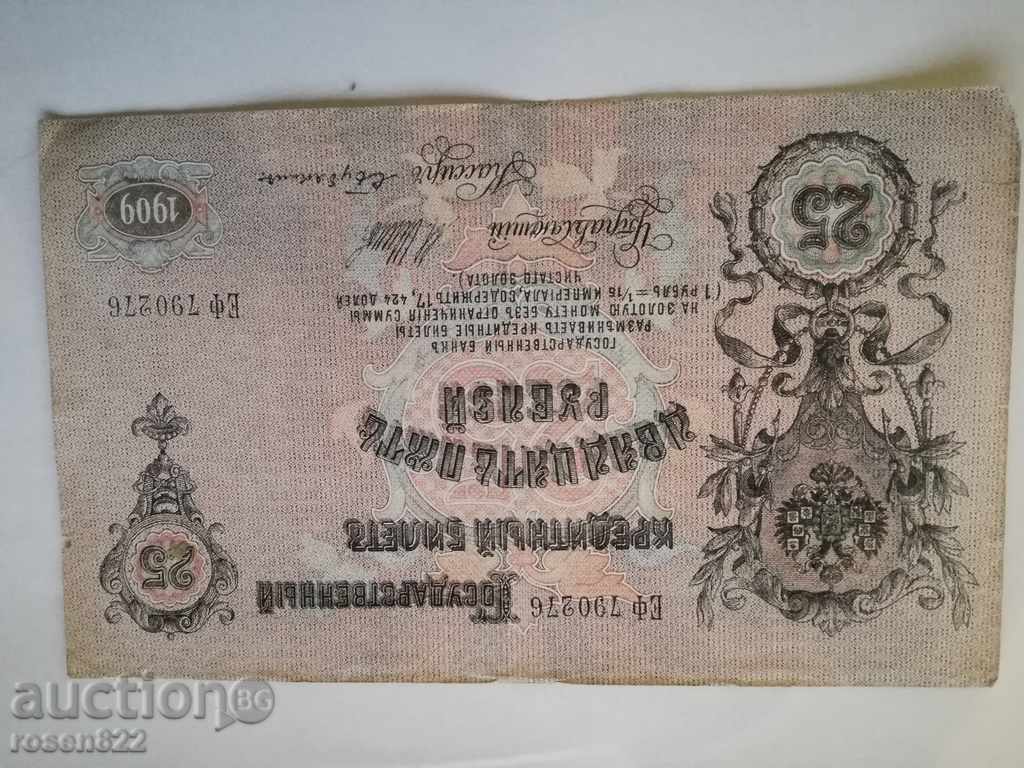 25
ЕФ 790276
ГОСУДАРСТВЕННЫЙ
КРЕДИТНЫЙ БИЛЕТЪ
ДВАДЦАТЬ ПЯТЬ
РУБЛЕЙ
25
ГОСУДАРСТВЕННЫЙ БАНКЪ
РАЗМѢНИВАЕТЪ КРЕДИТНЫЕ БИЛЕТЫ
НА ЗОЛОТУЮ МОНЕТУ БЕЗЪ ОГРАНИЧЕНІЯ СУММЫ
(1 РУБЛЬ = 1/15 ИМПЕРІАЛА, СОДЕРЖИТЪ 17,424 ДОЛЕЙ
ЧИСТАГО ЗОЛОТА).
ЕФ 790276
Управляющій
Кассиръ
1909
auction BG
rosen822